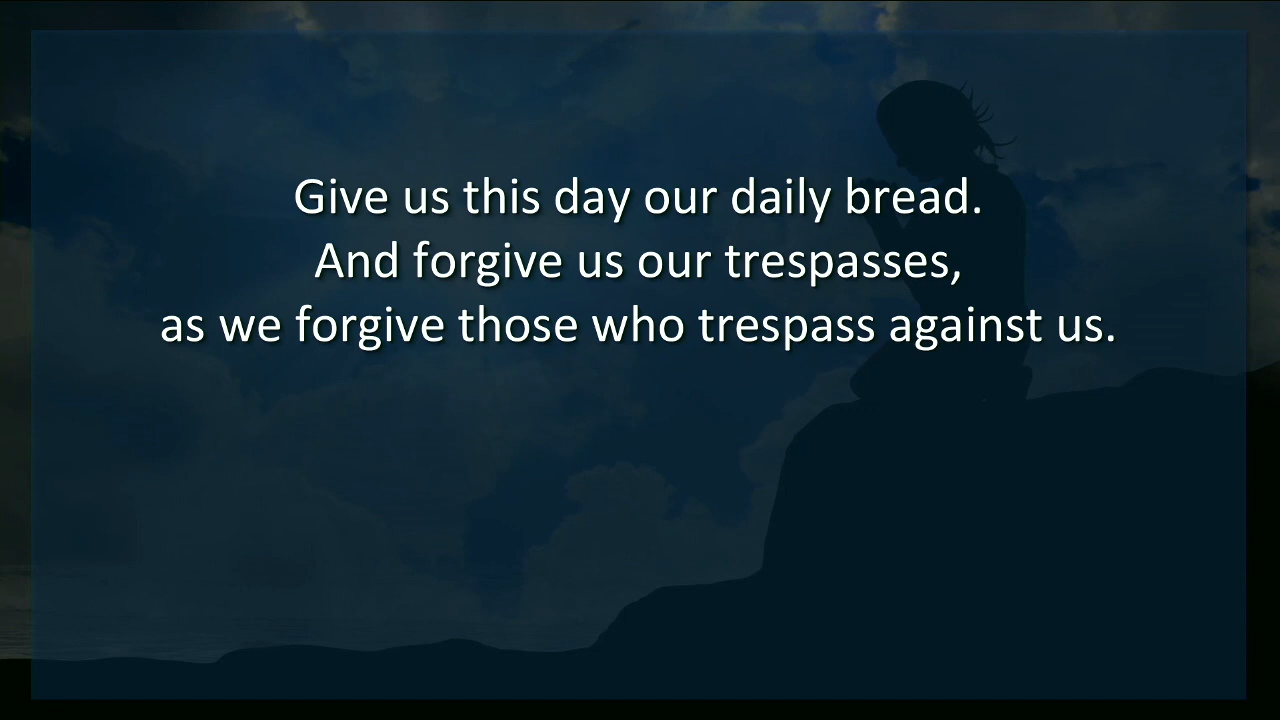 Give us this day our daily bread.
And forgive us our trespasses,
as we forgive those who trespass against us.